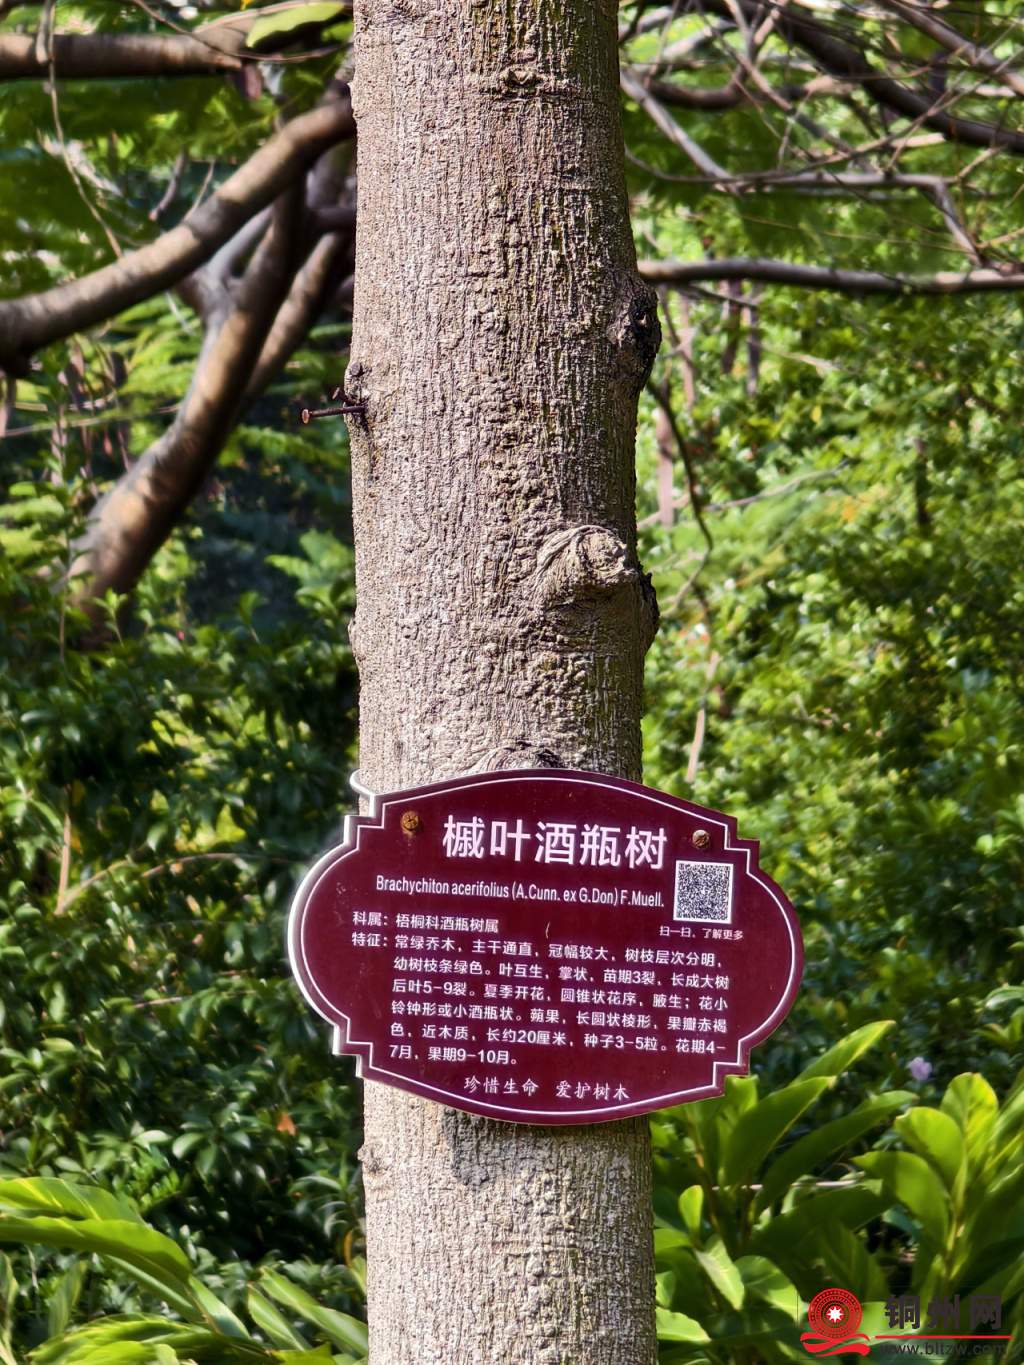 槭叶酒瓶树
Brachychiton acerifolius (A.Cunn. ex G.Don) F.Muell.
扫一扫，了解更多
科属：梧桐科酒瓶树属
特征：常绿乔木，主干通直，冠幅较大，树枝层次分明，
幼树枝条绿色。叶互生，掌状，苗期3裂，长成大树
后叶5-9裂。夏季开花，圆锥状花序，腋生；花小
铃钟形或小酒瓶状。蒴果，长圆状棱形，果瓣赤褐
色，近木质，长约20厘米，种子3-5粒。花期4-
7月，果期9-10月。
珍惜生命 爱护树木
铜州网
www.bltzw.com